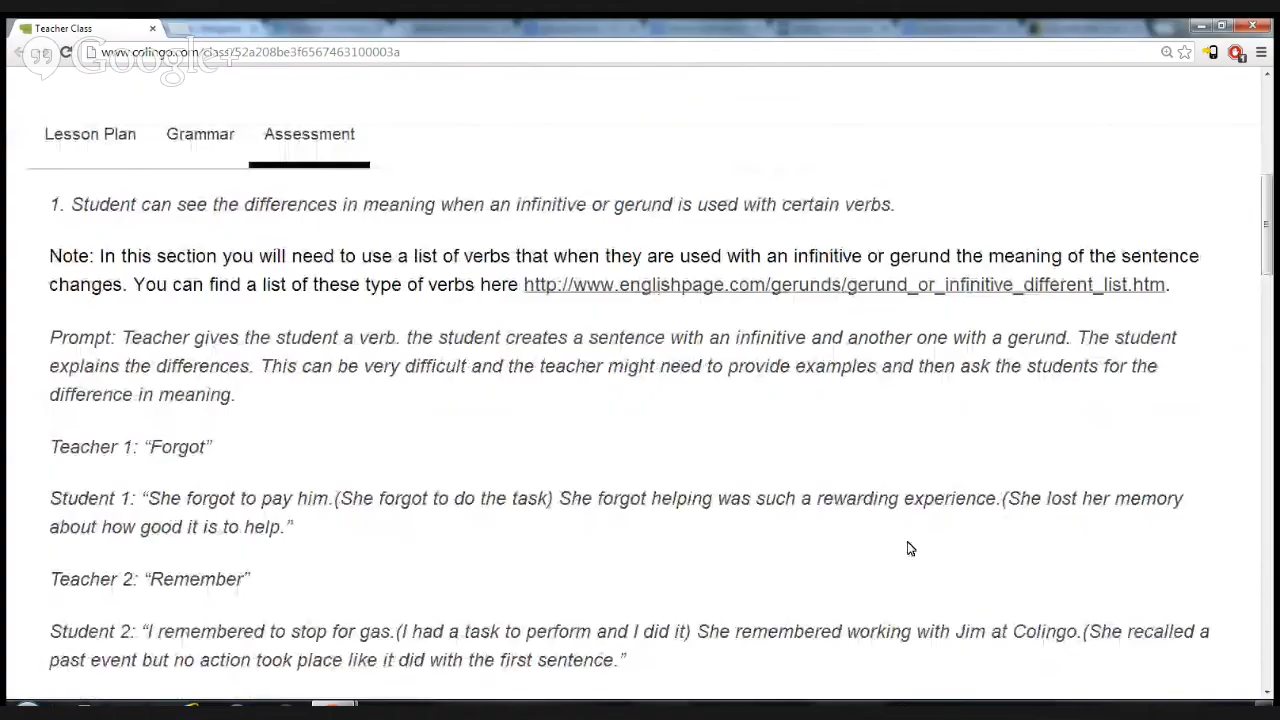 Teacher Class
www.colingo.com/class/52a208be3f6567463100003a
Google+
Lesson Plan Grammar Assessment
1. Student can see the differences in meaning when an infinitive or gerund is used with certain verbs.
Note: In this section you will need to use a list of verbs that when they are used with an infinitive or gerund the meaning of the sentence
changes. You can find a list of these type of verbs here http://www.englishpage.com/gerunds/gerund_or_infinitive_different_list.htm.
Prompt: Teacher gives the student a verb. the student creates a sentence with an infinitive and another one with a gerund. The student
explains the differences. This can be very difficult and the teacher might need to provide examples and then ask the students for the
difference in meaning.
Teacher 1: “Forgot”
Student 1: “She forgot to pay him.(She forgot to do the task) She forgot helping was such a rewarding experience.(She lost her memory
about how good it is to help.”
Teacher 2: “Remember”
Student 2: “I remembered to stop for gas.(I had a task to perform and I did it) She remembered working with Jim at Colingo.(She recalled a
past event but no action took place like it did with the first sentence.”